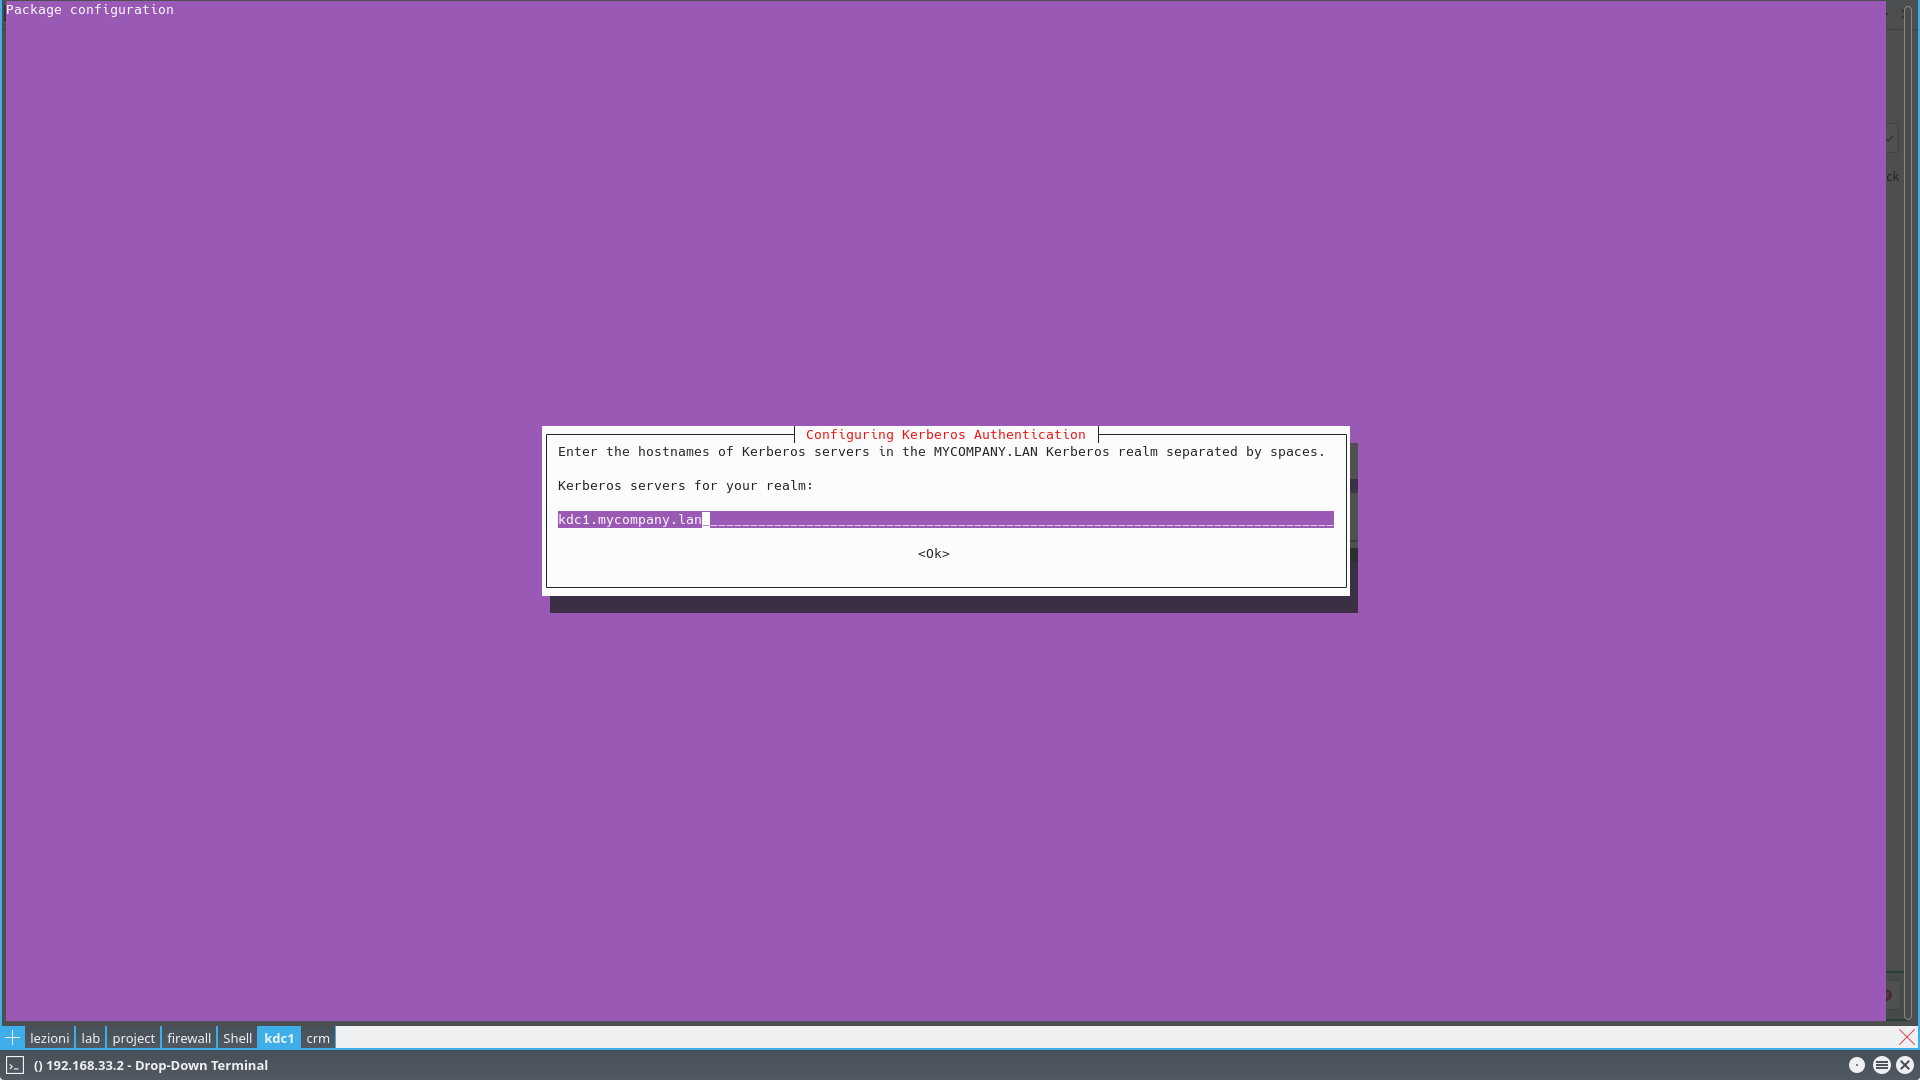 Package configuration
ck
Configuring Kerberos Authentication
Enter the hostnames of Kerberos servers in the MYCOMPANY.LAN Kerberos realm separated by spaces.
Kerberos servers for your realm:
kdc1.mycompany.lan
<Ok>
lezioni lab project firewall Shell kdc1 crm
() 192.168.33.2 - Drop-Down Terminal